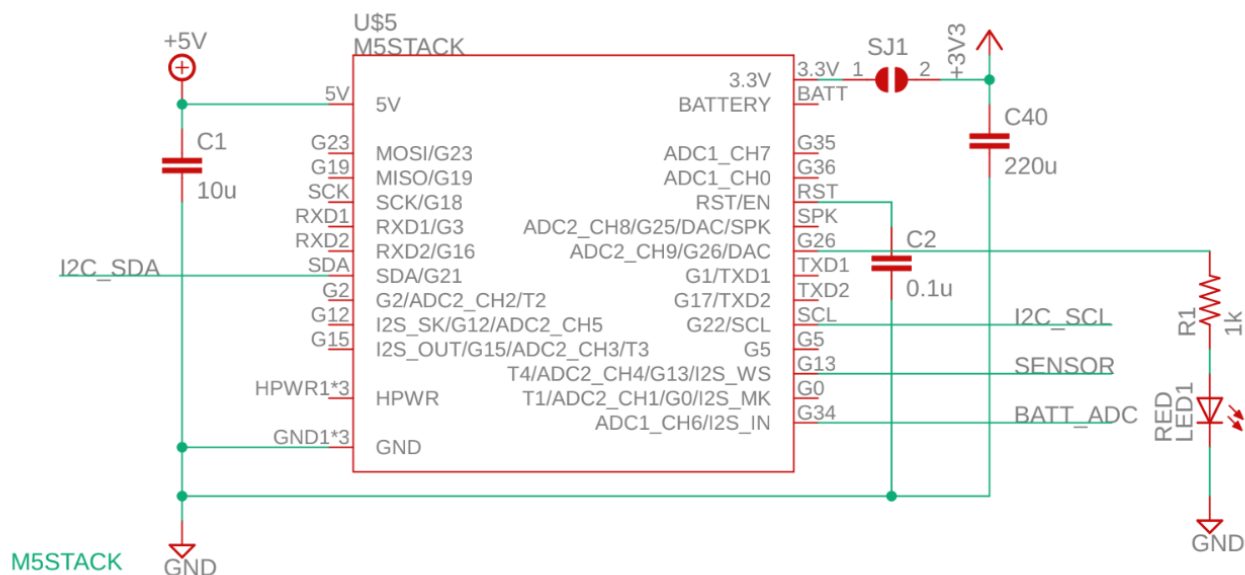 U$5
M5STACK
+5V
SJ1
+3V3
3.3V 1 2
3.3V
5V
5V
BATTERY
BATT
C1
10u
C40
220u
G23
MOSI/G23
ADC1_CH7
G35
G19
MISO/G19
ADC1_CH0
G36
SCK
SCK/G18
RST/EN
RST
RXD1
RXD1/G3
ADC2_CH8/G25/DAC/SPK
SPK
RXD2
RXD2/G16
ADC2_CH9/G26/DAC
G26
C2
0.1u
I2C_SDA
SDA
SDA/G21
G1/TXD1
TXD1
G2
G2/ADC2_CH2/T2
G17/TXD2
TXD2
G12
I2S_SK/G12/ADC2_CH5
G22/SCL
SCL
I2C_SCL
R1
1k
G15
I2S_OUT/G15/ADC2_CH3/T3
G5
G5
T4/ADC2_CH4/G13/I2S_WS
G13
SENSOR
HPWR1*3
HPWR
T1/ADC2_CH1/G0/I2S_MK
G0
ADC1_CH6/I2S_IN
G34
BATT_ADC
RED
LED1
GND1*3
GND
GND
GND
M5STACK